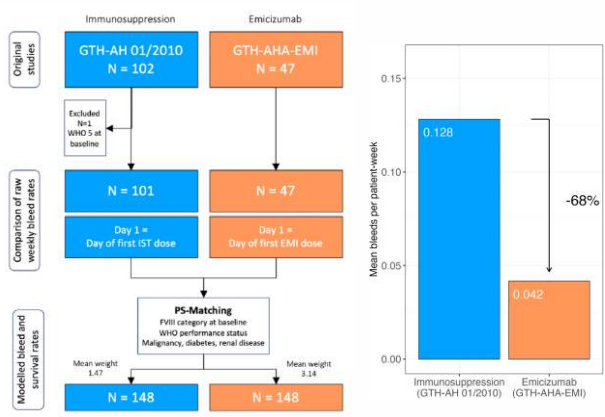 Immunosuppression
Emicizumab
Original
studies
GTH-AH 01/2010
N = 102
GTH-AHA-EMI
N = 47
Excluded
N=1
WHO 5 at
baseline
Comparison of raw
weekly bleed rates
N = 101
N = 47
Day 1 =
Day of first IST dose
Day 1 =
Day of first EMI dose
PS-Matching
FVIII category at baseline
WHO performance status
Malignancy, diabetes, renal disease
Modelled bleed and
survival rates
Mean weight
1.47
Mean weight
3.14
N = 148
N = 148
Mean bleeds per patient-week
0.15
0.10
0.05
0.00
0.128
-68%
0.042
Immunosuppression
(GTH-AH 01/2010)
Emicizumab
(GTH-AHA-EMI)